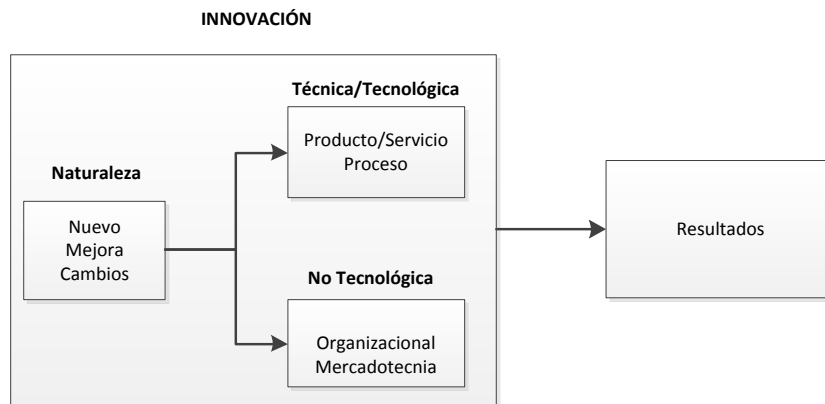 INNOVACIÓN
Técnica/Tecnológica
Producto/Servicio
Proceso
Naturaleza
Nuevo
Mejora
Cambios
No Tecnológica
Organizacional
Mercadotecnia
Resultados